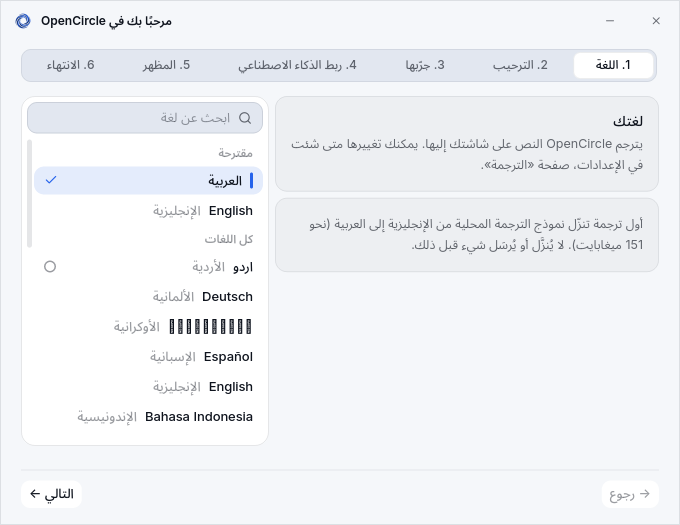 مرحبًا بك في OpenCircle
1. اللغة
2. الترحيب
3. جرّبها
4. ربط الذكاء الاصطناعي
5. المظهر
6. الانتهاء
لغتك
يترجم OpenCircle النص على شاشتك إليها. يمكنك تغييرها متى شئت
في الإعدادات، صفحة «الترجمة».
أول ترجمة تنزّل نموذج الترجمة المحلية من الإنجليزية إلى العربية (نحو
151 ميغابايت). لا يُنزَّل أو يُرسَل شيء قبل ذلك.
ابحث عن لغة
مقترحة
العربية
English الإنجليزية
كل اللغات
اردو الأردية
Deutsch الألمانية
الأوكرانية
Español الإسبانية
English الإنجليزية
Bahasa Indonesia الإندونيسية
رجوع
التالي